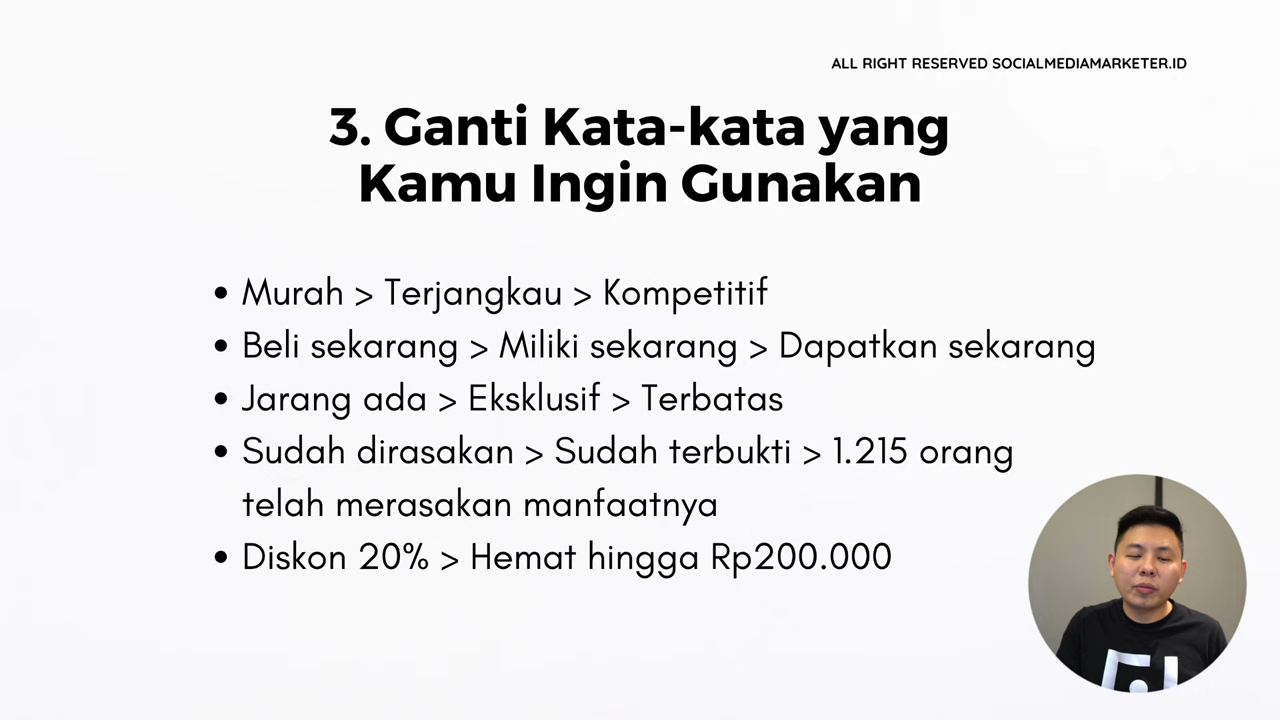 ALL RIGHT RESERVED SOCIALMEDIAMARKETER.ID
3. Ganti Kata-kata yang
Kamu Ingin Gunakan
• Murah > Terjangkau > Kompetitif
• Beli sekarang > Miliki sekarang > Dapatkan sekarang
• Jarang ada > Eksklusif > Terbatas
• Sudah dirasakan > Sudah terbukti > 1.215 orang
telah merasakan manfaatnya
• Diskon 20% > Hemat hingga Rp200.000